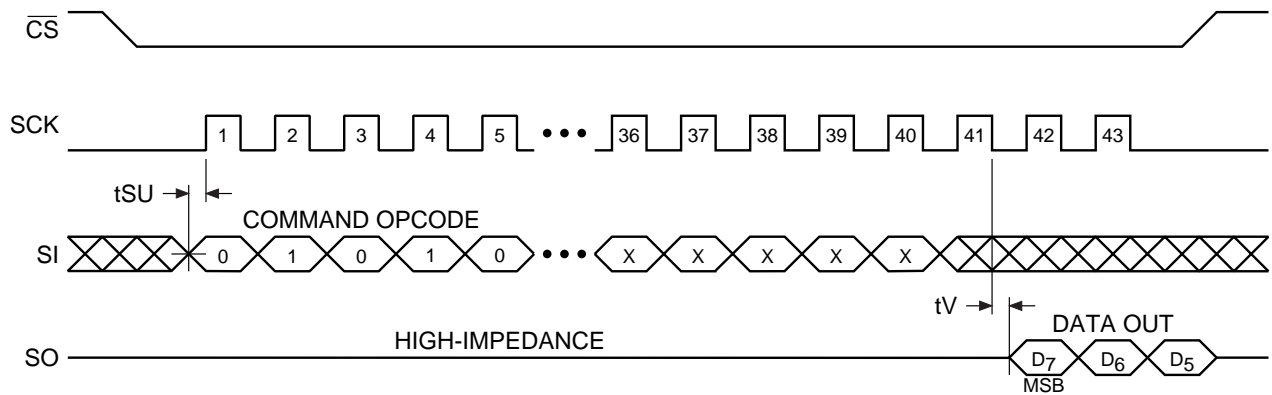 CS
SCK
1 2 3 4 5 ••• 36 37 38 39 40 41 42 43
tSU
COMMAND OPCODE
SI
0 1 0 1 0 ••• X X X X X
tV
DATA OUT
HIGH-IMPEDANCE
SO
D7 D6 D5
MSB